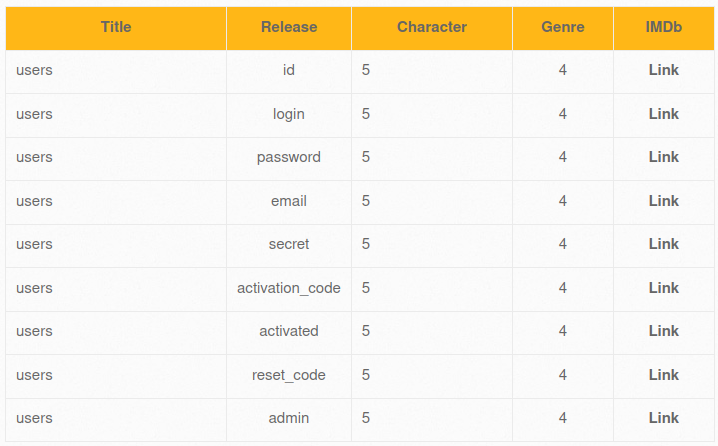 Title Release Character Genre IMDb
users id 5 4 Link
users login 5 4 Link
users password 5 4 Link
users email 5 4 Link
users secret 5 4 Link
users activation_code 5 4 Link
users activated 5 4 Link
users reset_code 5 4 Link
users admin 5 4 Link